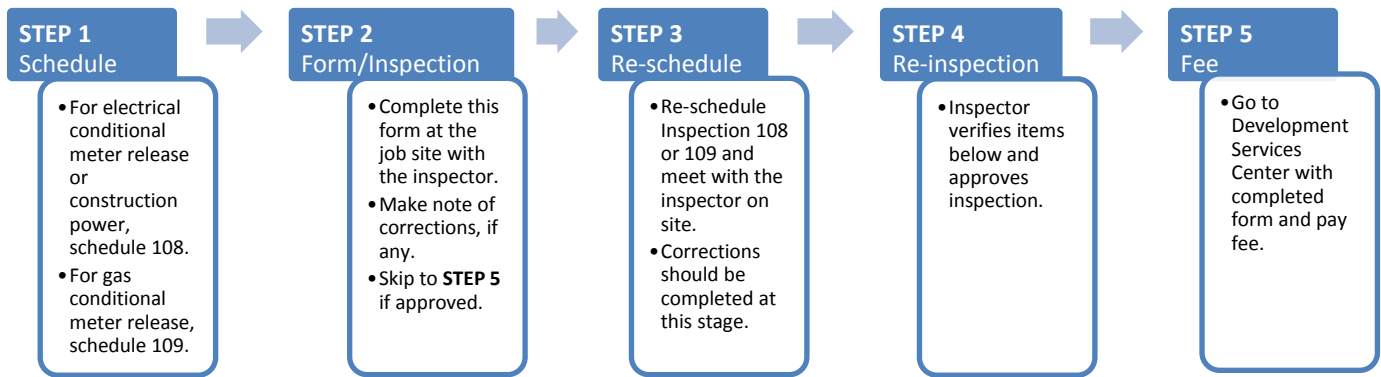 STEP 1
Schedule
• For electrical
conditional
meter release
or
construction
power,
schedule 108.
• For gas
conditional
meter release,
schedule 109.
STEP 2
Form/Inspection
• Complete this
form at the
job site with
the inspector.
• Make note of
corrections, if
any.
• Skip to STEP 5
if approved.
STEP 3
Re-schedule
• Re-schedule
Inspection 108
or 109 and
meet with the
inspector on
site.
• Corrections
should be
completed at
this stage.
STEP 4
Re-inspection
• Inspector
verifies items
below and
approves
inspection.
STEP 5
Fee
• Go to
Development
Services
Center with
completed
form and pay
fee.